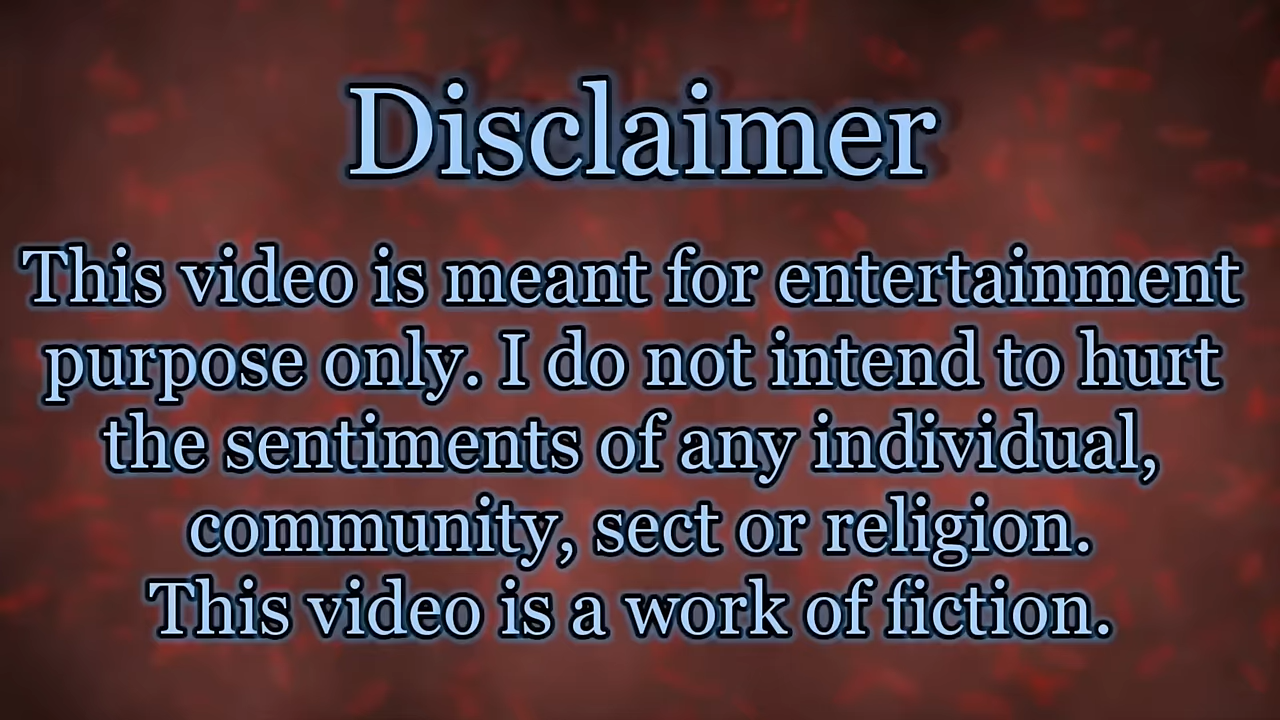 Disclaimer
This video is meant for entertainment
purpose only. I do not intend to hurt
the sentiments of any individual,
community, sect or religion.
This video is a work of fiction.